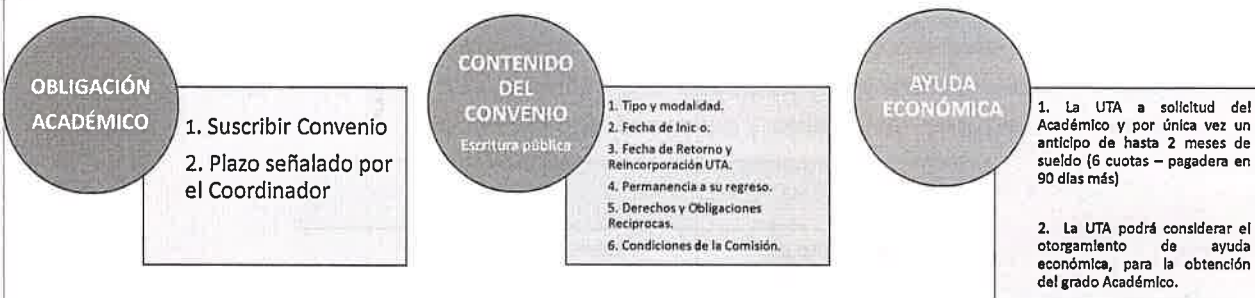 OBLIGACIÓN
ACADÉMICO
1. Suscribir Convenio
2. Plazo señalado por
el Coordinador
CONTENIDO
DEL
CONVENIO
Escritura pública
1. Tipo y modalidad.
2. Fecha de Inicio.
3. Fecha de Retorno y
Reincorporación UTA.
4. Permanencia a su regreso.
5. Derechos y Obligaciones
Reciprocas.
6. Condiciones de la Comisión.
AYUDA
ECONÓMICA
1. La UTA a solicitud del
Académico y por única vez un
anticipo de hasta 2 meses de
sueldo (6 cuotas – pagadera en
90 días más)
2. La UTA podrá considerar el
otorgamiento de ayuda
económica, para la obtención
del grado Académico.